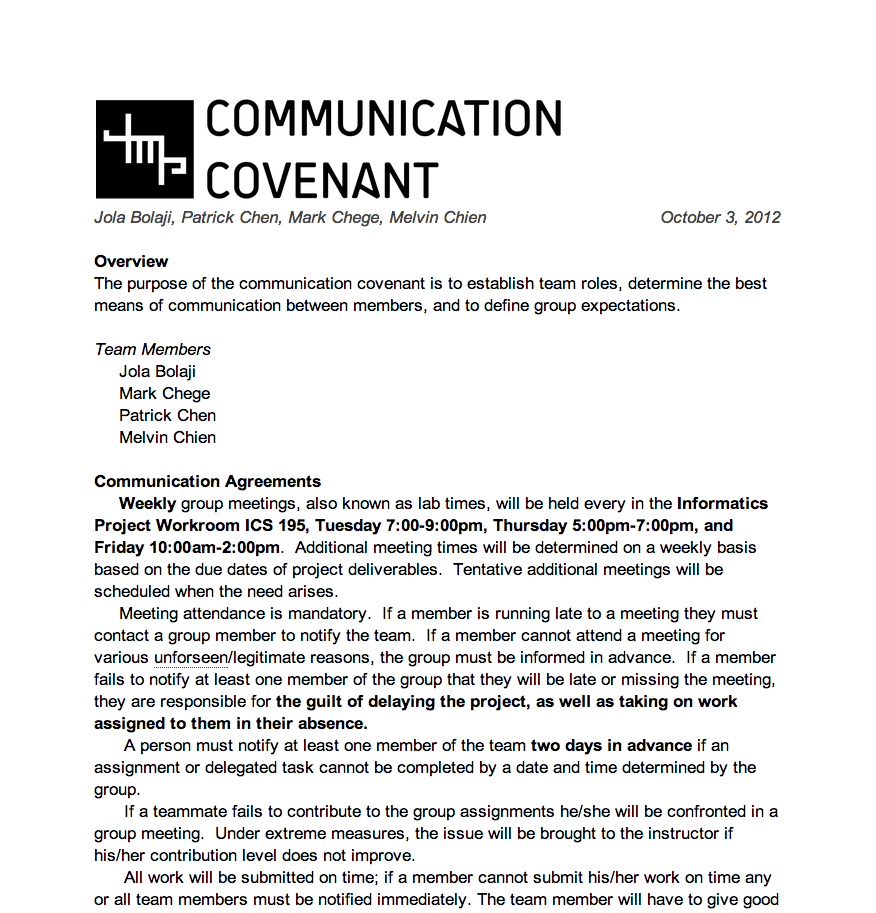 COMMUNICATION
COVENANT
Jola Bolaji, Patrick Chen, Mark Chege, Melvin Chien October 3, 2012
Overview
The purpose of the communication covenant is to establish team roles, determine the best
means of communication between members, and to define group expectations.
Team Members
Jola Bolaji
Mark Chege
Patrick Chen
Melvin Chien
Communication Agreements
Weekly group meetings, also known as lab times, will be held every in the Informatics
Project Workroom ICS 195, Tuesday 7:00-9:00pm, Thursday 5:00pm-7:00pm, and
Friday 10:00am-2:00pm.  Additional meeting times will be determined on a weekly basis
based on the due dates of project deliverables.  Tentative additional meetings will be
scheduled when the need arises.
Meeting attendance is mandatory.  If a member is running late to a meeting they must
contact a group member to notify the team.  If a member cannot attend a meeting for
various unforseen/legitimate reasons, the group must be informed in advance.  If a member
fails to notify at least one member of the group that they will be late or missing the meeting,
they are responsible for the guilt of delaying the project, as well as taking on work
assigned to them in their absence.
A person must notify at least one member of the team two days in advance if an
assignment or delegated task cannot be completed by a date and time determined by the
group.
If a teammate fails to contribute to the group assignments he/she will be confronted in a
group meeting.  Under extreme measures, the issue will be brought to the instructor if
his/her contribution level does not improve.
All work will be submitted on time; if a member cannot submit his/her work on time any
or all team members must be notified immediately. The team member will have to give good